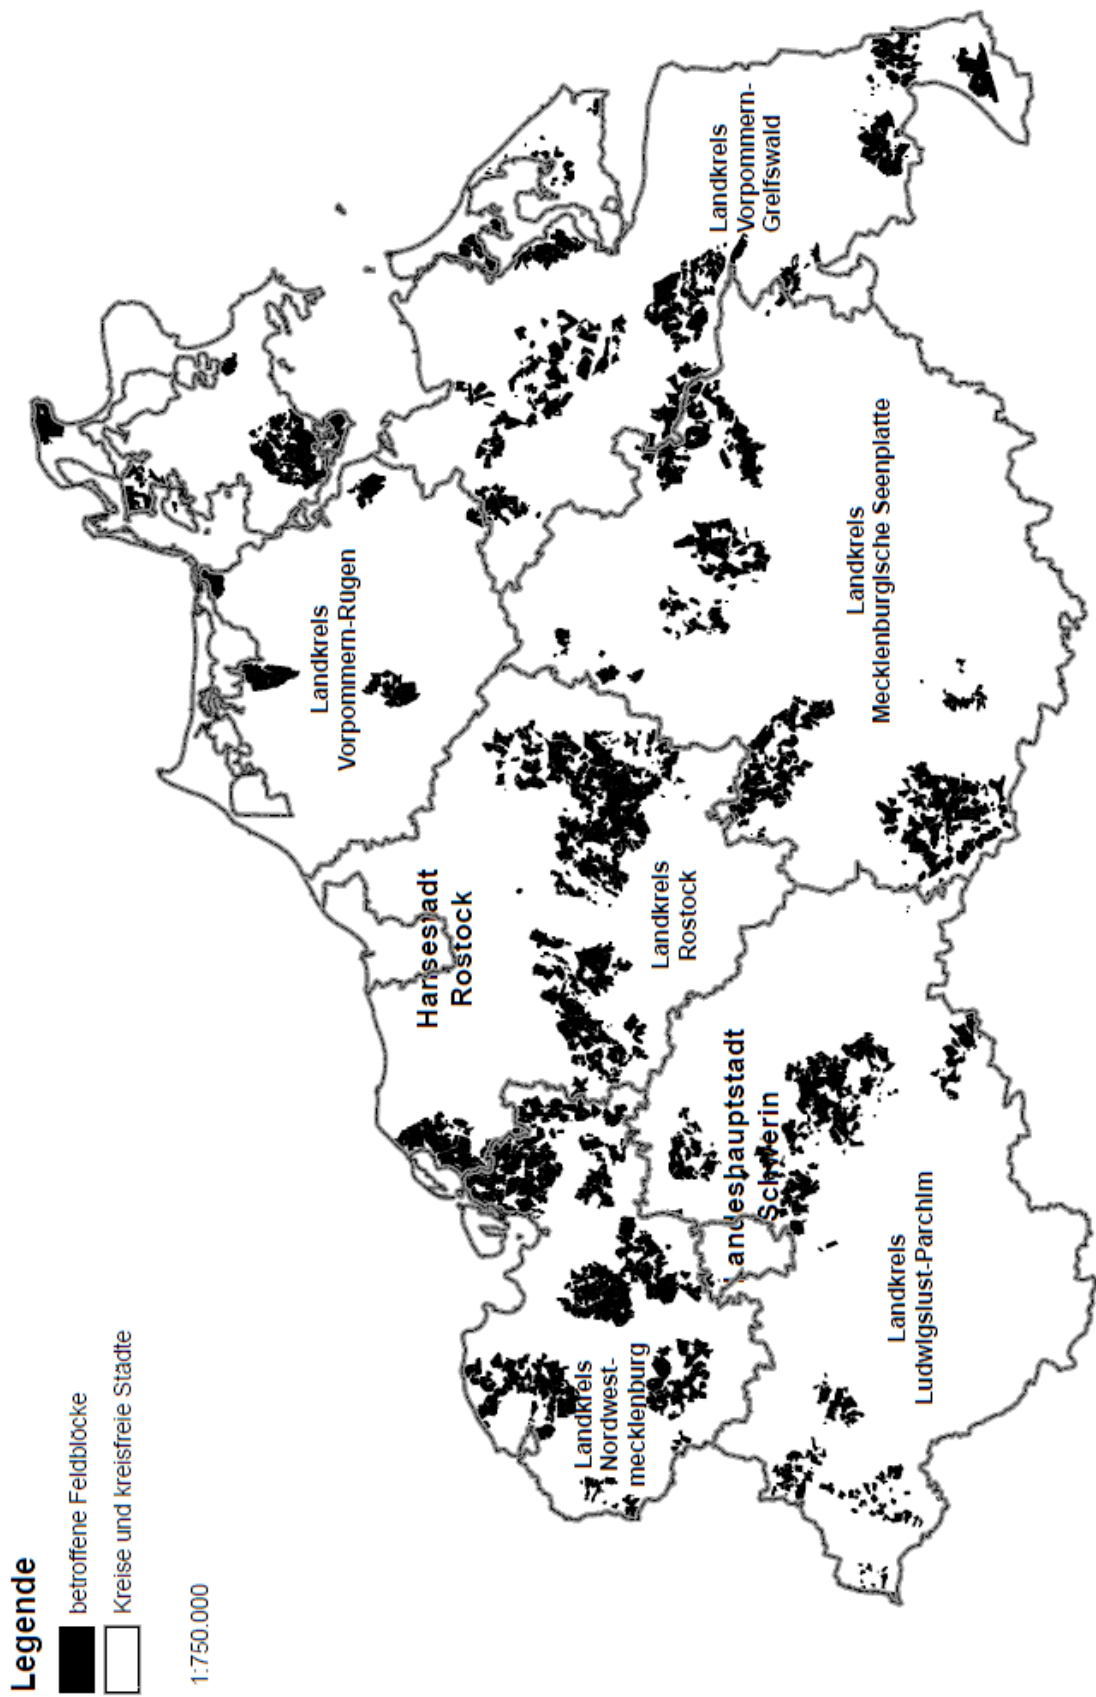 Legende
betroffene Feldblöcke
Kreise und kreisfreie Städte
1:750.000
Landkreis
Vorpommern-Rügen
Landkreis
Vorpommern-
Greifswald
Hansestadt
Rostock
Landkreis
Rostock
Landkreis
Mecklenburgische Seenplatte
Landkreis
Nordwest-
mecklenburg
Landeshauptstadt
Schwerin
Landkreis
Ludwigslust-Parchim